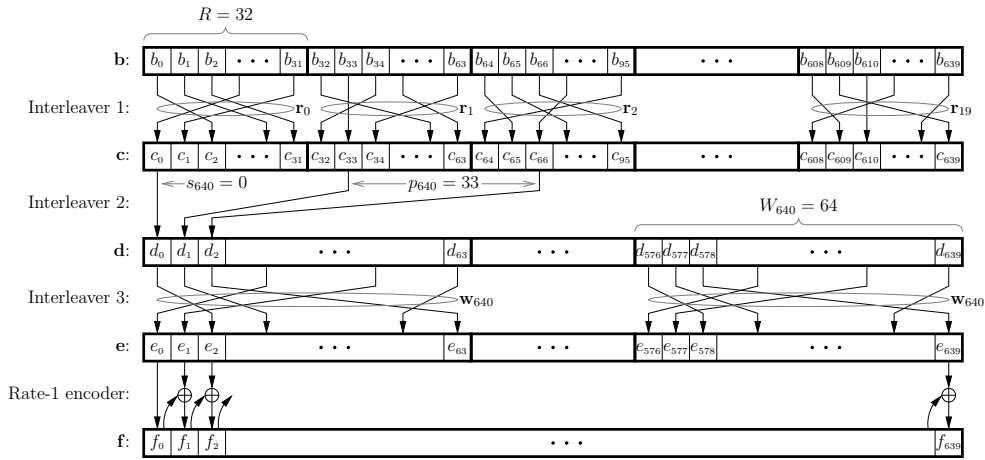 R = 32
b: b₀ b₁ b₂ ··· b₃₁ b₃₂ b₃₃ b₃₄ ··· b₆₃ b₆₄ b₆₅ b₆₆ ··· b₉₅ ··· b₆₀₈ b₆₀₉ b₆₁₀ ··· b₆₃₉
Interleaver 1: r₀ r₁ r₂ r₁₉
c: c₀ c₁ c₂ ··· c₃₁ c₃₂ c₃₃ c₃₄ ··· c₆₃ c₆₄ c₆₅ c₆₆ ··· c₉₅ ··· c₆₀₈ c₆₀₉ c₆₁₀ ··· c₆₃₉
s₆₄₀ = 0 p₆₄₀ = 33
Interleaver 2:
W₆₄₀ = 64
d: d₀ d₁ d₂ ··· d₆₃ ··· d₅₇₆ d₅₇₇ d₅₇₈ ··· d₆₃₉
Interleaver 3: w₆₄₀ w₆₄₀
e: e₀ e₁ e₂ ··· e₆₃ ··· e₅₇₆ e₅₇₇ e₅₇₈ ··· e₆₃₉
Rate-1 encoder:
f: f₀ f₁ f₂ ··· f₆₃₉